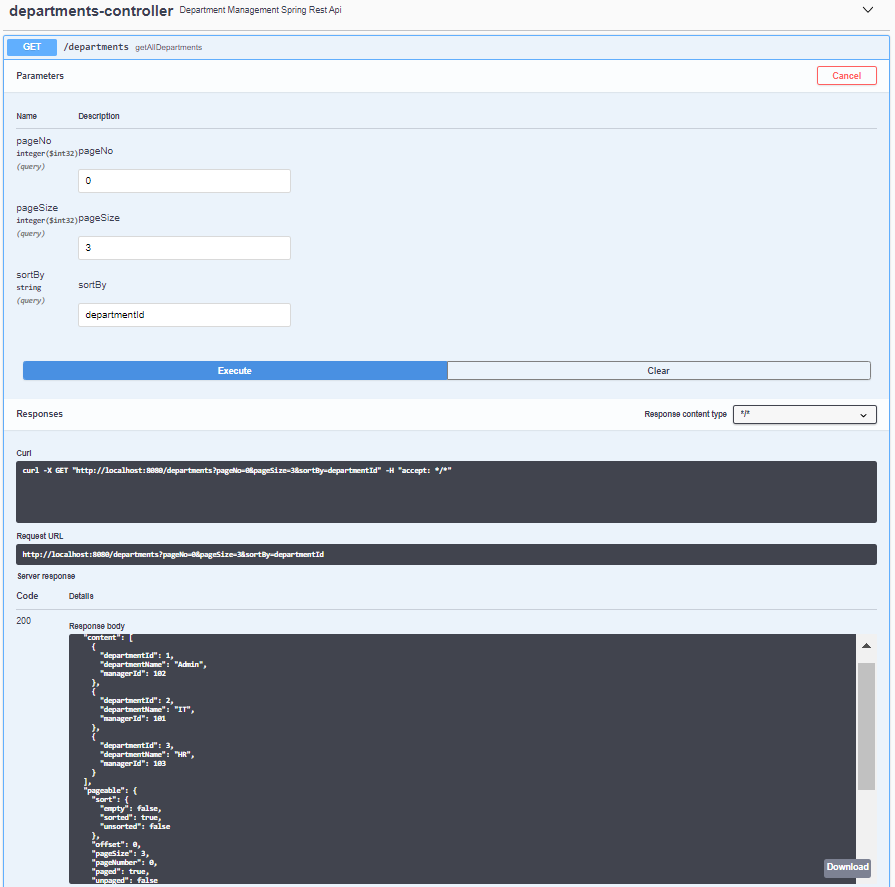 departments-controller Department Management Spring Rest Api
GET /departments getAllDepartments
Parameters Cancel
Name Description
pageNo
integer($int32)
(query)
pageNo
0
pageSize
integer($int32)
(query)
pageSize
3
sortBy
string
(query)
sortBy
departmentId
Execute Clear
Responses Response content type */*
Curl
curl -X GET "http://localhost:8080/departments?pageNo=0&pageSize=3&sortBy=departmentId" -H "accept: */*"
Request URL
http://localhost:8080/departments?pageNo=0&pageSize=3&sortBy=departmentId
Server response
Code Details
200
Response body
"content": [
{
"departmentId": 1,
"departmentName": "Admin",
"managerId": 102
},
{
"departmentId": 2,
"departmentName": "IT",
"managerId": 101
},
{
"departmentId": 3,
"departmentName": "HR",
"managerId": 103
}
],
"pageable": {
"sort": {
"empty": false,
"sorted": true,
"unsorted": false
},
"offset": 0,
"pageSize": 3,
"pageNumber": 0,
"paged": true,
"unpaged": false
Download